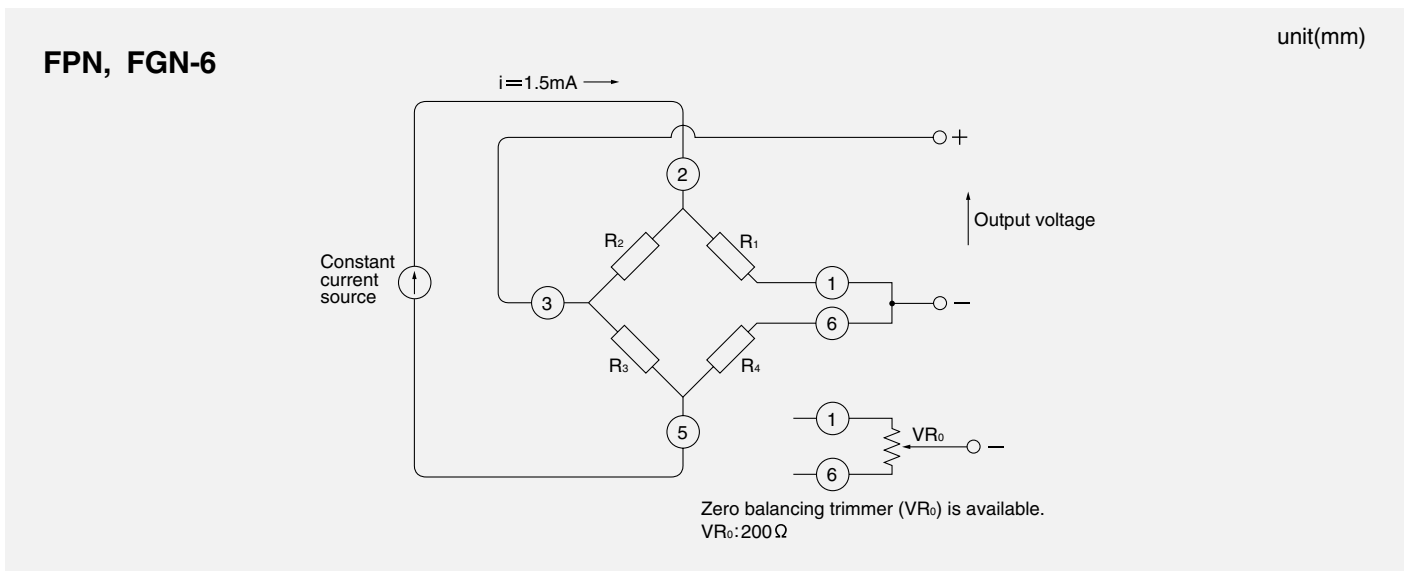 unit(mm)
FPN, FGN-6
i=1.5mA
+
2
Output voltage
R₂
R₁
Constant
current
source
1
3
−
6
R₃
R₄
1
5
VR₀
−
6
Zero balancing trimmer (VR₀) is available.
VR₀:200Ω